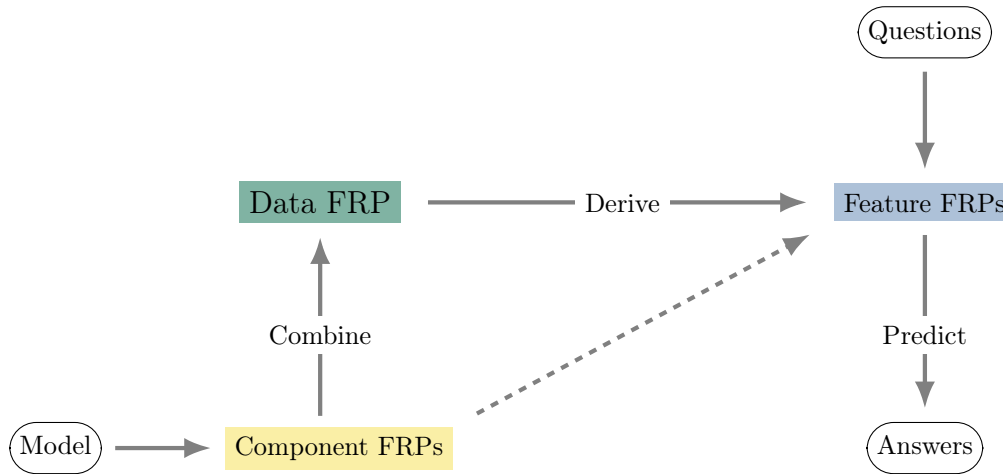 Questions
Data FRP
Derive
Feature FRPs
Combine
Predict
Model
Component FRPs
Answers